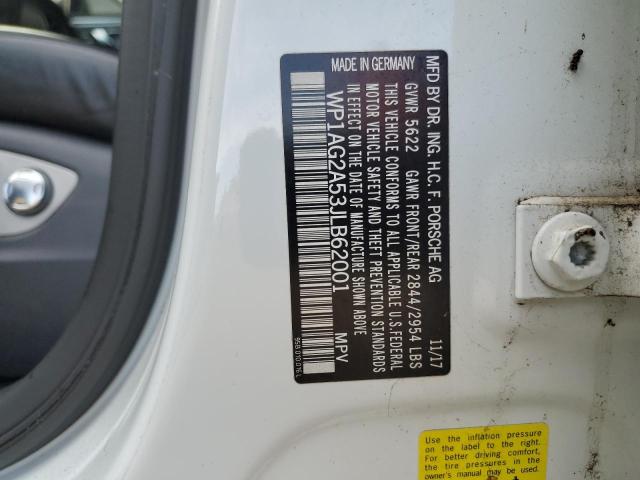 MFD BY DR. ING. H.C. F. PORSCHE AG 11/17
GVWR 5622 GAWR FRONT/REAR 2844/2954 LBS
THIS VEHICLE CONFORMS TO ALL APPLICABLE U.S.FEDERAL
MOTOR VEHICLE SAFETY AND THEFT PREVENTION STANDARDS
IN EFFECT ON THE DATE OF MANUFACTURE SHOWN ABOVE
MADE IN GERMANY
WP1AG2A53JLB62001 MPV
95B 010 076 L
Use the inflation pressure
on the label to the right.
For better driving comfort,
the tire pressures in the
may be used.